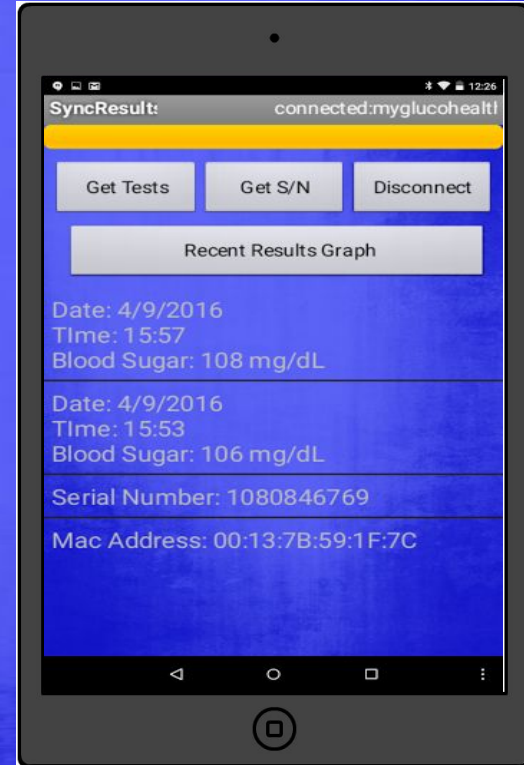 12:26
SyncResults connected:myglucohealth
Get Tests Get S/N Disconnect
Recent Results Graph
Date: 4/9/2016
TIme: 15:57
Blood Sugar: 108 mg/dL
Date: 4/9/2016
TIme: 15:53
Blood Sugar: 106 mg/dL
Serial Number: 1080846769
Mac Address: 00:13:7B:59:1F:7C